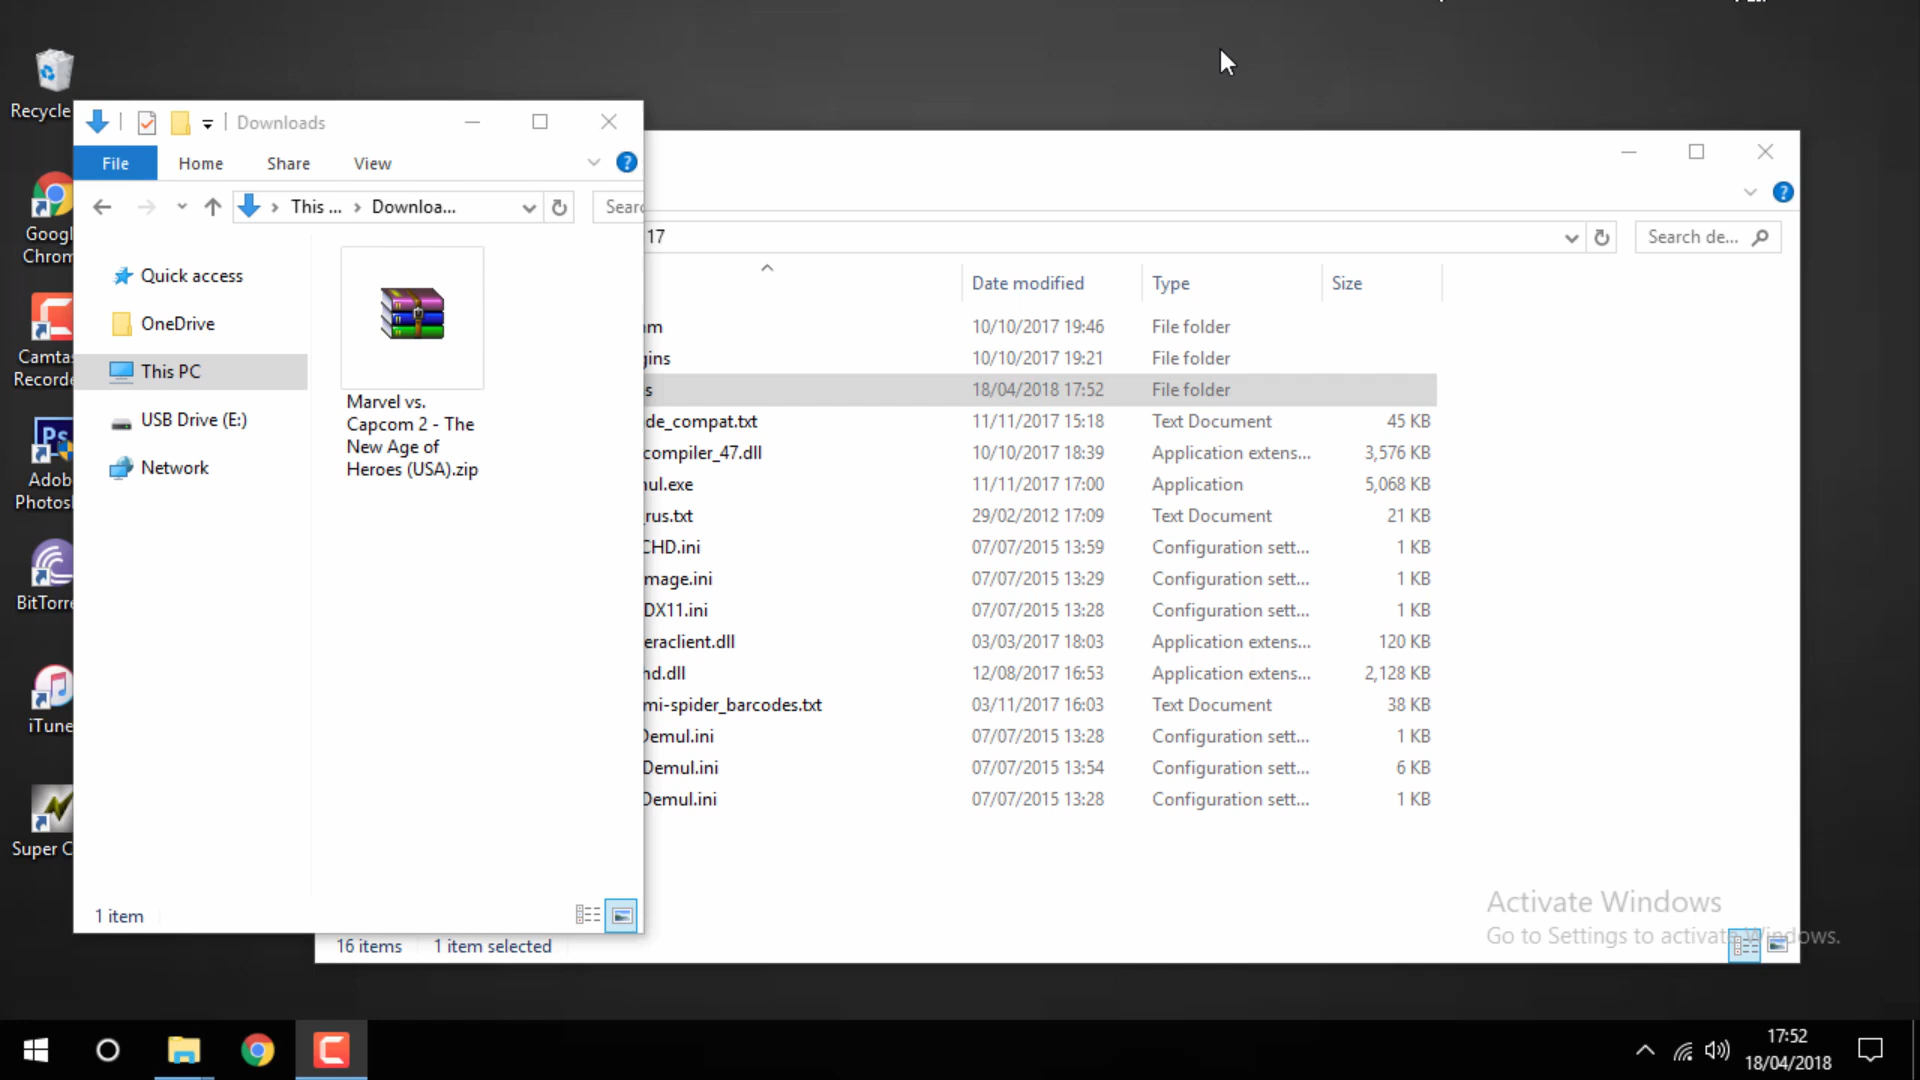 Recycle
Googl
Chrom
Camtas
Recorde
Adob
Photosh
BitTorre
iTune
Super C
Downloads
File
Home
Share
View
This ...
Downloa...
Sear
Quick access
OneDrive
This PC
USB Drive (E:)
Network
Marvel vs.
Capcom 2 - The
New Age of
Heroes (USA).zip
1 item
17
Search de...
Date modified Type Size
am 10/10/2017 19:46 File folder
gins 10/10/2017 19:21 File folder
s 18/04/2018 17:52 File folder
de_compat.txt 11/11/2017 15:18 Text Document 45 KB
compiler_47.dll 10/10/2017 18:39 Application extens... 3,576 KB
nul.exe 11/11/2017 17:00 Application 5,068 KB
_rus.txt 29/02/2012 17:09 Text Document 21 KB
CHD.ini 07/07/2015 13:59 Configuration sett... 1 KB
mage.ini 07/07/2015 13:29 Configuration sett... 1 KB
DX11.ini 07/07/2015 13:28 Configuration sett... 1 KB
eraclient.dll 03/03/2017 18:03 Application extens... 120 KB
hd.dll 12/08/2017 16:53 Application extens... 2,128 KB
mi-spider_barcodes.txt 03/11/2017 16:03 Text Document 38 KB
Demul.ini 07/07/2015 13:28 Configuration sett... 1 KB
Demul.ini 07/07/2015 13:54 Configuration sett... 6 KB
Demul.ini 07/07/2015 13:28 Configuration sett... 1 KB
16 items 1 item selected
Activate Windows
Go to Settings to activate Windows.
17:52
18/04/2018